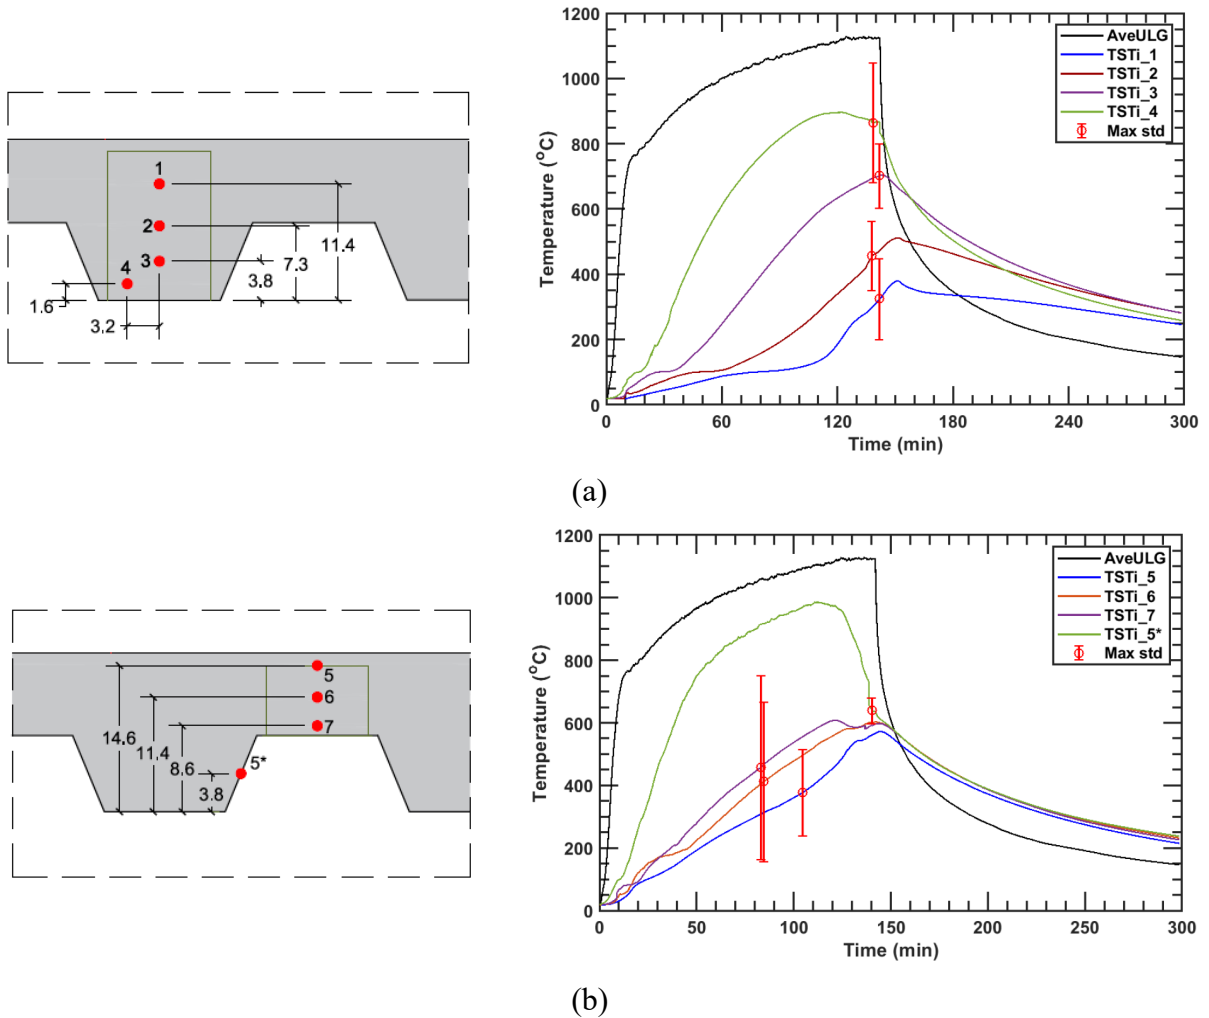 1
2
3
4
11.4
7.3
3.8
1.6
3.2
1200
1000
800
600
400
200
0
Temperature (°C)
0 60 120 180 240 300
Time (min)
AveULG
TSTi_1
TSTi_2
TSTi_3
TSTi_4
Max std
(a)
5
6
7
5*
14.6
11.4
8.6
3.8
1200
1000
800
600
400
200
0
Temperature (°C)
0 50 100 150 200 250 300
Time (min)
AveULG
TSTi_5
TSTi_6
TSTi_7
TSTi_5*
Max std
(b)